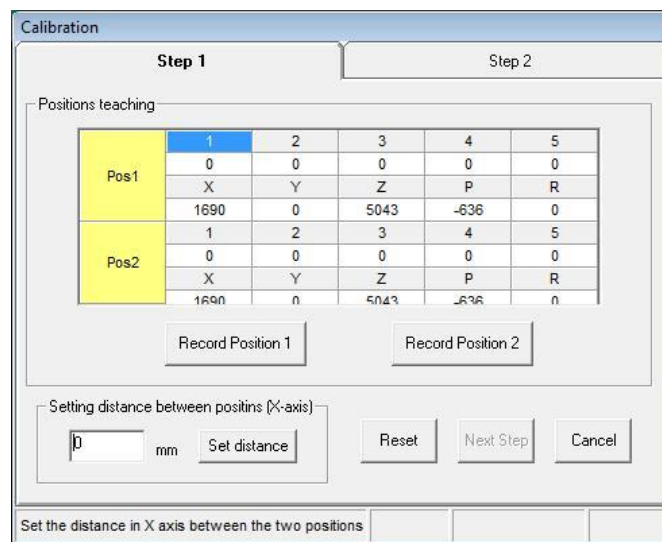 Calibration
Step 1 Step 2
Positions teaching
Pos1
1 2 3 4 5
0 0 0 0 0
X Y Z P R
1690 0 5043 -636 0
Pos2
1 2 3 4 5
0 0 0 0 0
X Y Z P R
1690 0 5043 -636 0
Record Position 1 Record Position 2
Setting distance between positins (X-axis)
0 mm Set distance Reset Next Step Cancel
Set the distance in X axis between the two positions